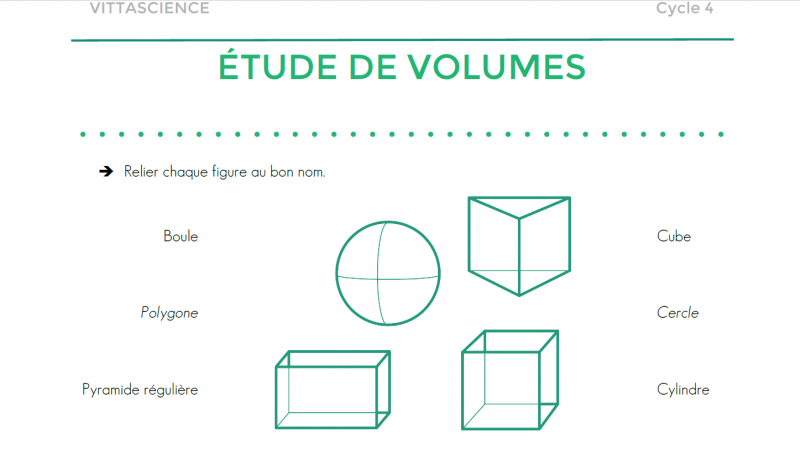 VITTASCIENCE Cycle 4
ÉTUDE DE VOLUMES
➔ Relier chaque figure au bon nom.
Boule Cube
Polygone Cercle
Pyramide régulière Cylindre